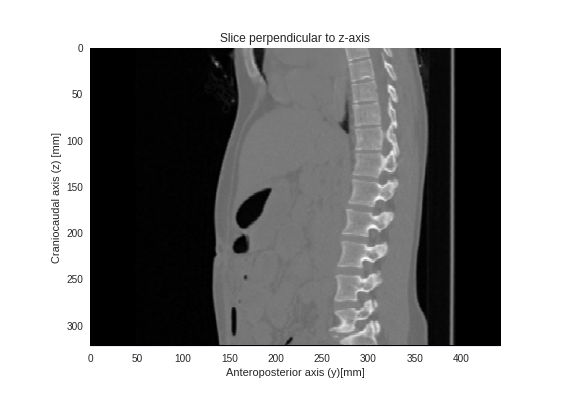 Slice perpendicular to z-axis
Craniocaudal axis (z) [mm]
0
50
100
150
200
250
300
0 50 100 150 200 250 300 350 400
Anteroposterior axis (y)[mm]